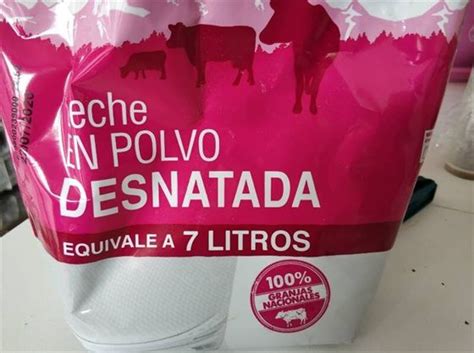 leche
EN POLVO
DESNATADA
EQUIVALE A 7 LITROS
100%
GRANJAS
NACIONALES